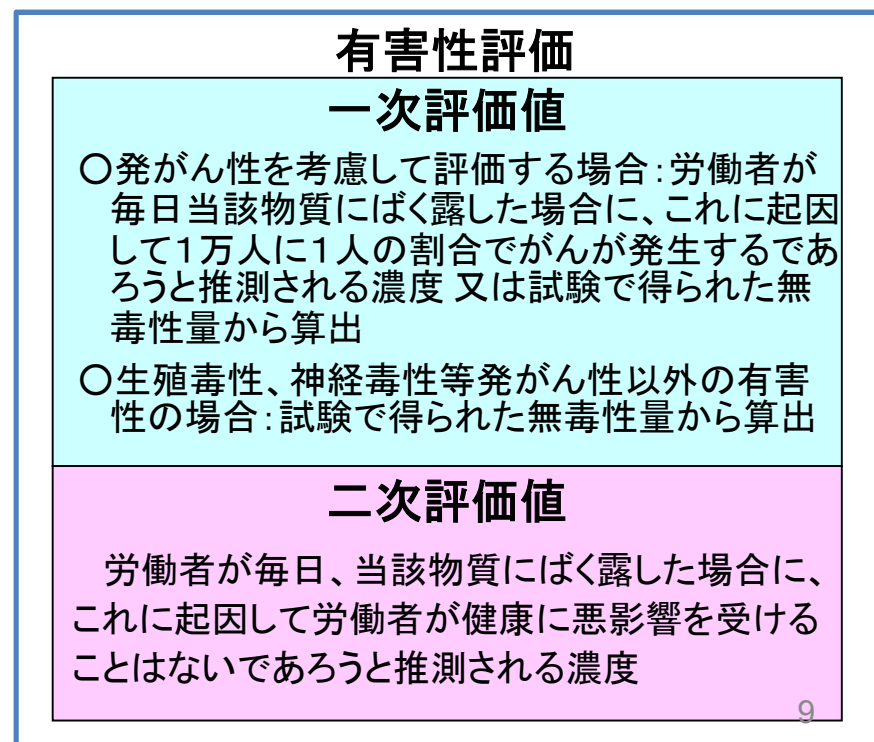 有害性評価
一次評価値
○発がん性を考慮して評価する場合:労働者が
毎日当該物質にばく露した場合に、これに起因
して1万人に1人の割合でがんが発生するであ
ろうと推測される濃度 又は試験で得られた無
毒性量から算出
○生殖毒性、神経毒性等発がん性以外の有害
性の場合:試験で得られた無毒性量から算出
二次評価値
労働者が毎日、当該物質にばく露した場合に、
これに起因して労働者が健康に悪影響を受ける
ことはないであろうと推測される濃度
9